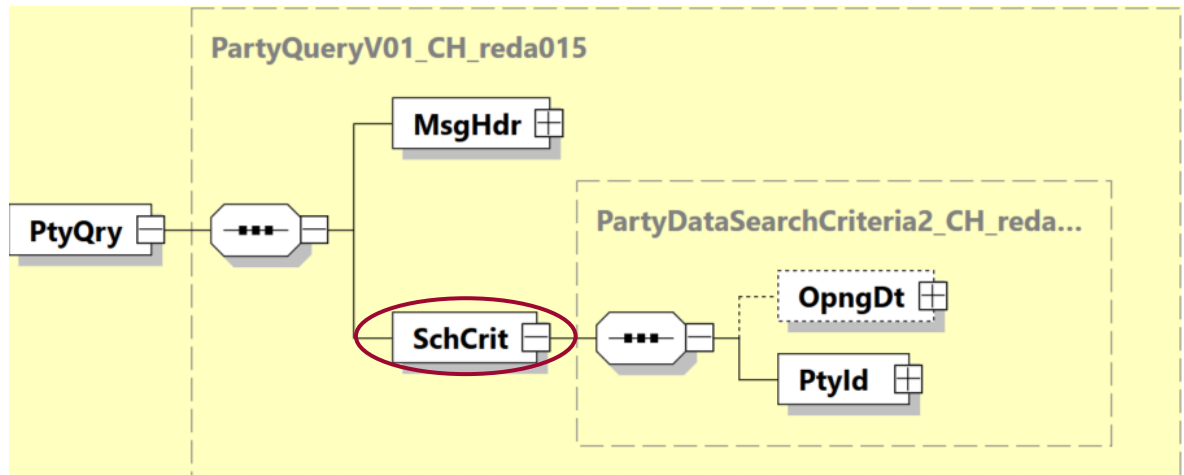 PartyQueryV01_CH_reda015
MsgHdr
PartyDataSearchCriteria2_CH_reda...
PtyQry
OpngDt
SchCrit
PtyId